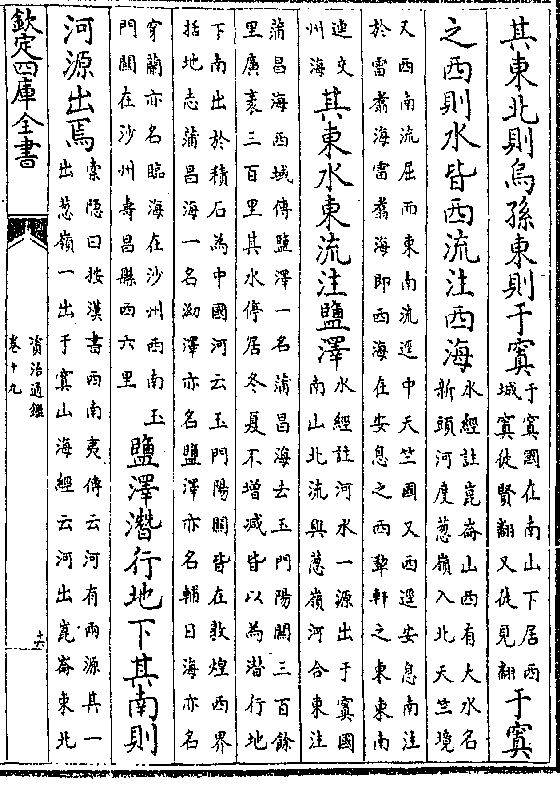 其東北則烏孫東則于窴
于窴國在南山下居西
城窴徒賢翻又徒見翻
于窴
之西則水皆西流注西海
水經註崑崙山西有大水名
新頭河度葱嶺入北天竺境
又西南流屈而東南流逕中天竺國又西逕安息南注
於雷翥海雷翥海即西海在安息之西犂軒之東東南
連交
州海
其東水東流注鹽澤
水經註河水一源出于窴國
南山北流與葱嶺河合東注
蒲昌海西域傳鹽澤一名蒲昌海去玉門陽關三百餘
里廣袤三百里其水停居冬夏不增減皆以為潛行地
下南出於積石為中國河云玉門陽關皆在敦煌西界
括地志蒲昌海一名泑澤亦名鹽澤亦名輔日海亦名
穿蘭亦名臨海在沙州西南玉
門關在沙州壽昌縣西六里
鹽澤潛行地下其南則
河源出焉
索隱曰按漢書西南夷傳云河有兩源其一
出葱嶺一出于窴山海經云河出崑崙東北
欽定四庫全書
資治通鑑
卷十九
十六